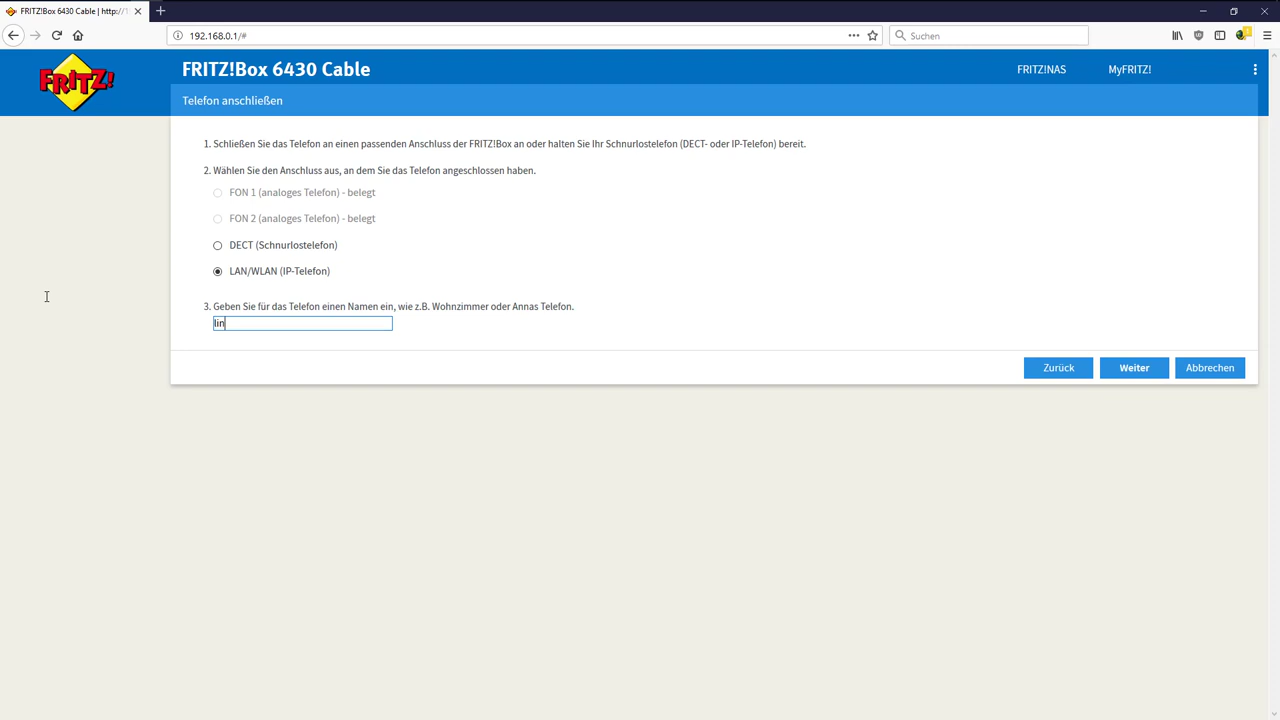 FRITZ!Box 6430 Cable | http://1
192.168.0.1/#
Suchen
FRITZ!
FRITZ!Box 6430 Cable
FRITZ!NAS
MyFRITZ!
Telefon anschließen
1. Schließen Sie das Telefon an einen passenden Anschluss der FRITZ!Box an oder halten Sie Ihr Schnurlostelefon (DECT- oder IP-Telefon) bereit.
2. Wählen Sie den Anschluss aus, an dem Sie das Telefon angeschlossen haben.
FON 1 (analoges Telefon) - belegt
FON 2 (analoges Telefon) - belegt
DECT (Schnurlostelefon)
LAN/WLAN (IP-Telefon)
3. Geben Sie für das Telefon einen Namen ein, wie z.B. Wohnzimmer oder Annas Telefon.
lin
Zurück
Weiter
Abbrechen